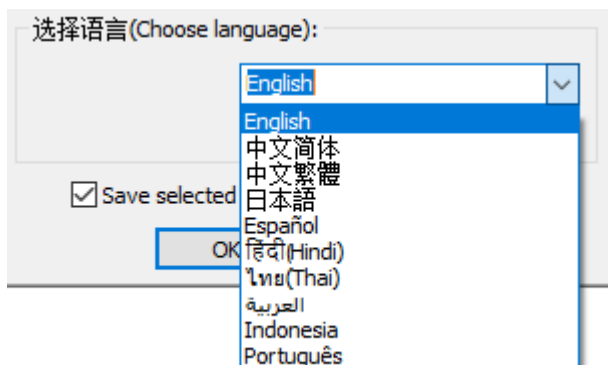 选择语言(Choose language):
English
English
中文简体
中文繁體
日本語
Español
Save selected
हिंदी(Hindi)
OK
ไทย(Thai)
العربية
Indonesia
Português